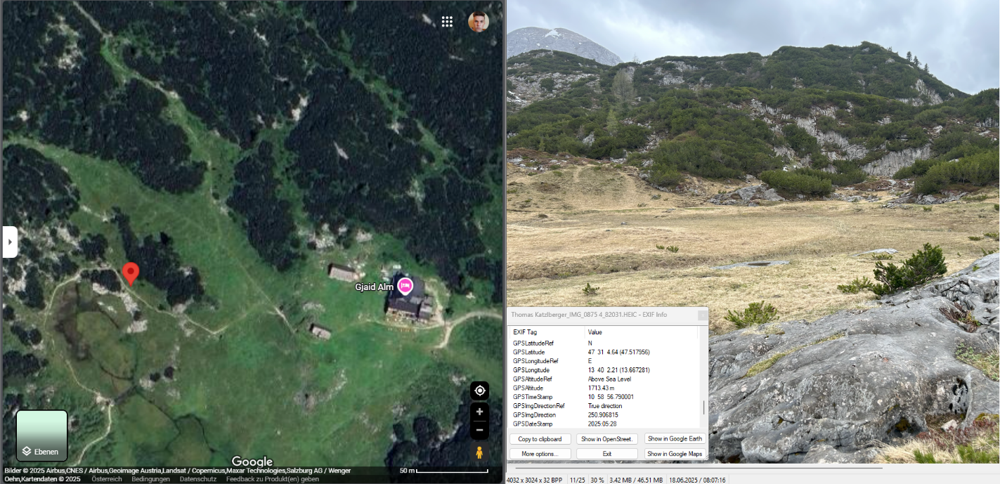 Gjaid Alm
Ebenen
Google
Bilder © 2025 Airbus,CNES / Airbus,Geoimage Austria,Landsat / Copernicus,Maxar Technologies,Salzburg AG / Wenger
Oehn,Kartendaten © 2025 Österreich Bedingungen Datenschutz Feedback zu Produkt(en) geben
50 m
Thomas Katzlberger_IMG_0875 4_82031.HEIC - EXIF Info
EXIF Tag Value
GPSLatitudeRef N
GPSLatitude 47 31 4.64 (47.517956)
GPSLongitudeRef E
GPSLongitude 13 40 2.21 (13.667281)
GPSAltitudeRef Above Sea Level
GPSAltitude 1713.43 m
GPSTimeStamp 10 58 56.790001
GPSImgDirectionRef True direction
GPSImgDirection 250.906815
GPSDateStamp 2025:05:28
Copy to clipboard Show in OpenStreet. Show in Google Earth
More options... Exit Show in Google Maps
4032 x 3024 x 32 BPP 11/25 30 % 3.42 MB / 46.51 MB 18.06.2025 / 08:07:16